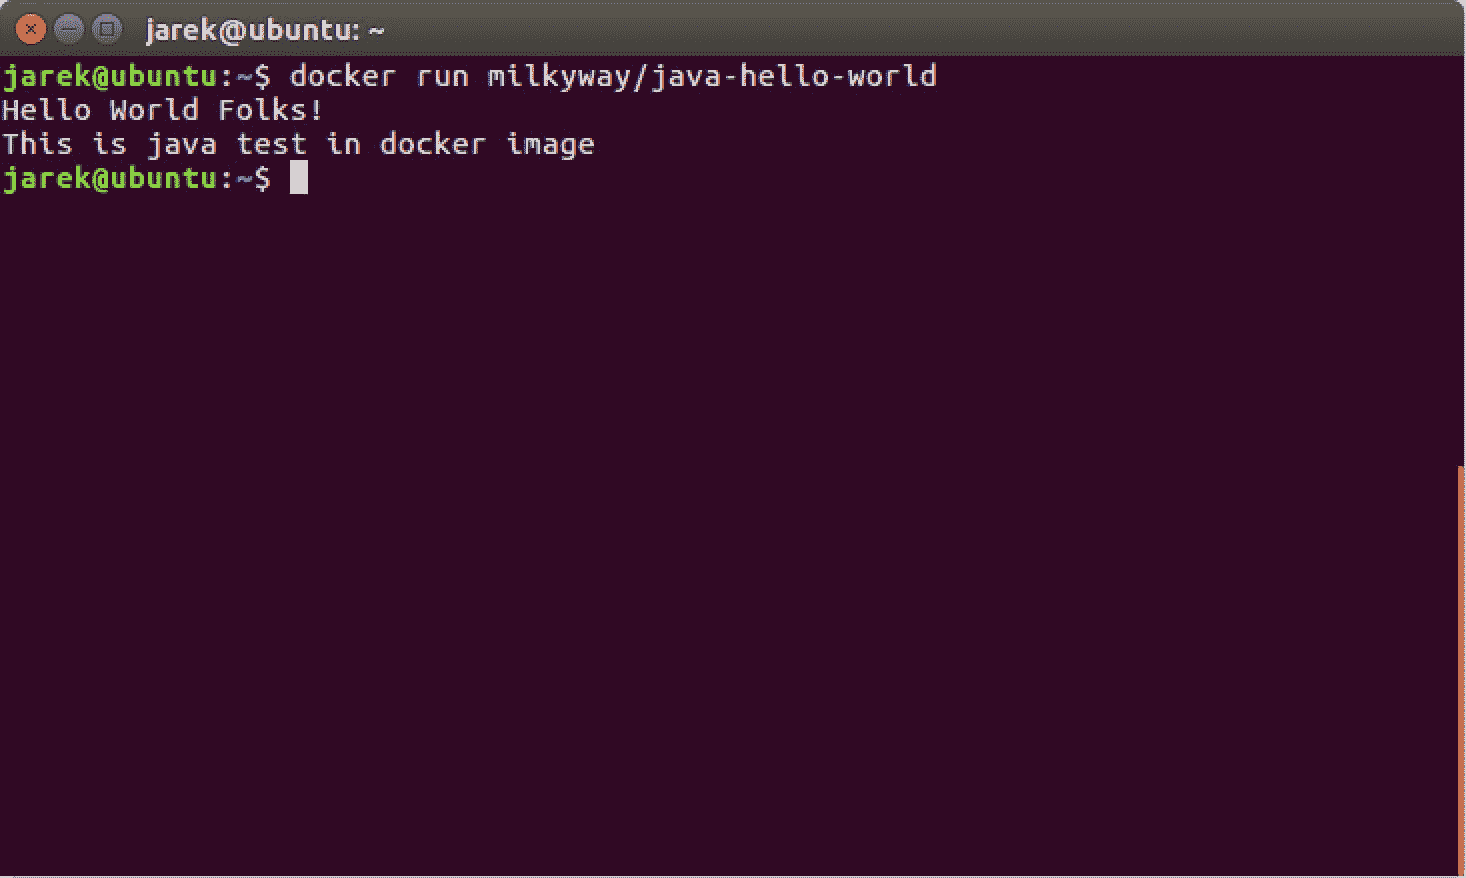 jarek@ubuntu: ~
jarek@ubuntu:~$ docker run milkyway/java-hello-world
Hello World Folks!
This is java test in docker image
jarek@ubuntu:~$